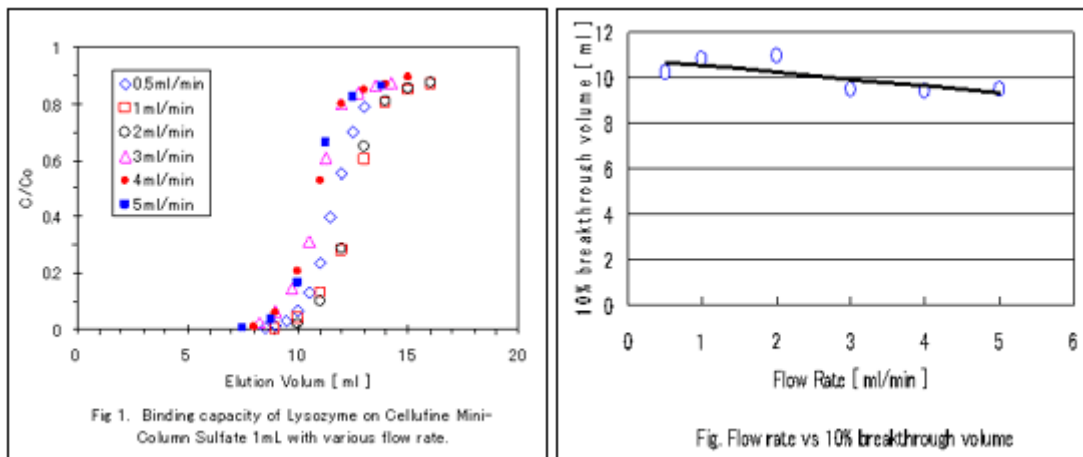 1
0.8
0.6
0.4
0.2
0
C/Co
0.5ml/min
1ml/min
2ml/min
3ml/min
4ml/min
5ml/min
0
5
10
15
20
Elution Volum [ ml ]
Fig 1. Binding capacity of Lysozyme on Cellufine Mini-
Column Sulfate 1mL with various flow rate.
10% breakthrough volume [ ml ]
12
10
8
6
4
2
0
0
1
2
3
4
5
6
Flow Rate [ ml/min ]
Fig. Flow rate vs 10% breakthrough volume